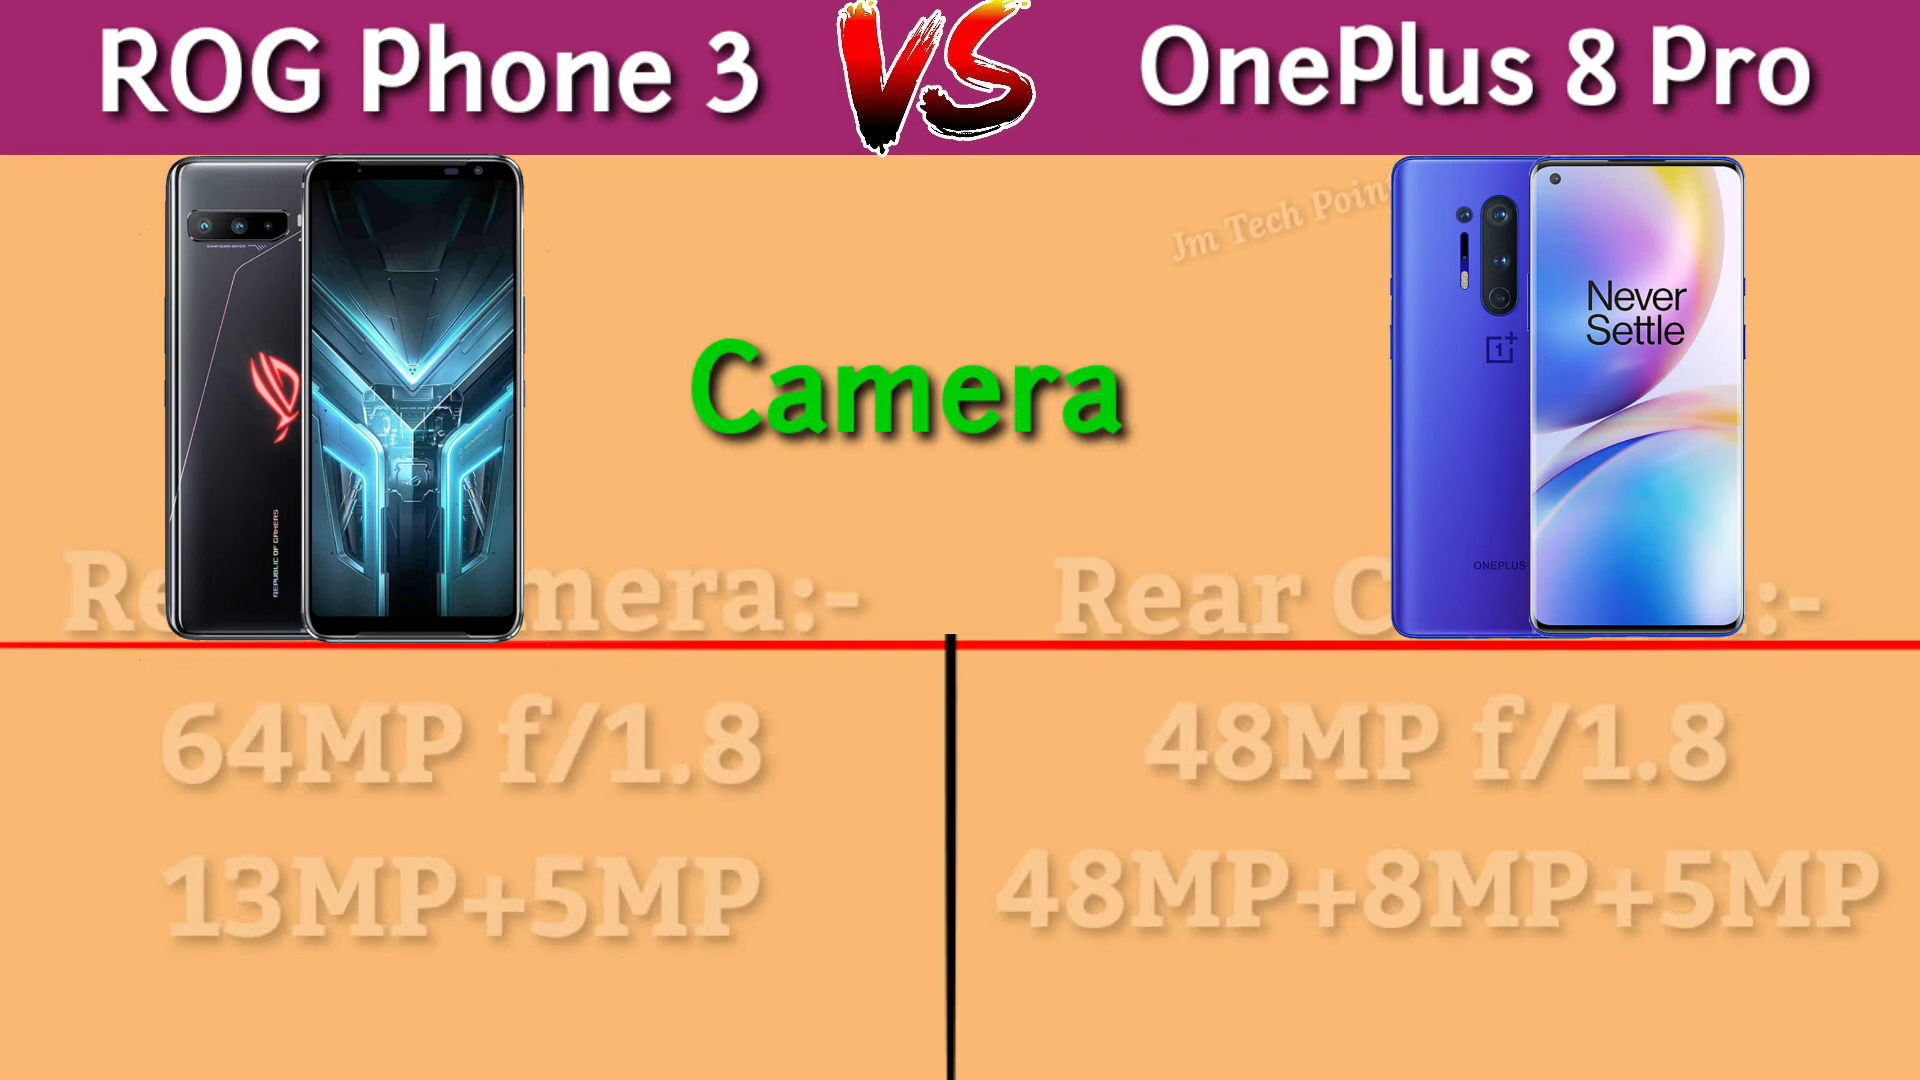 ROG Phone 3 VS OnePlus 8 Pro
Jm Tech Poin
Never
Settle
Camera
REPUBLIC OF GAMERS
ONEPLUS
mera:-
Rear C :-
64MP f/1.8
48MP f/1.8
13MP+5MP
48MP+8MP+5MP